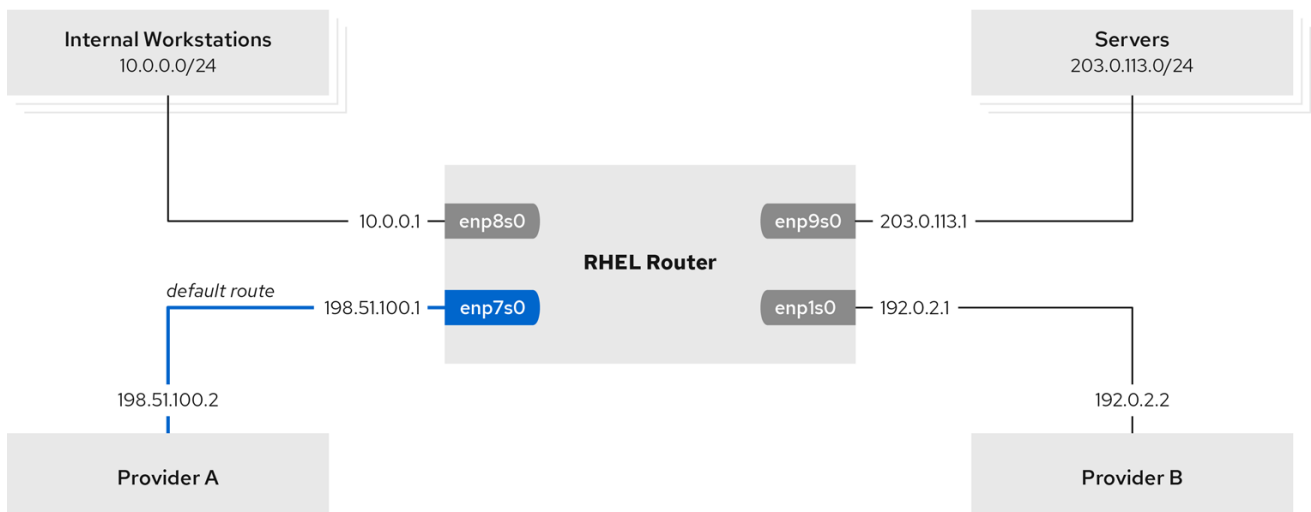 Internal Workstations
10.0.0.0/24
Servers
203.0.113.0/24
10.0.0.1
enp8s0
enp9s0
203.0.113.1
RHEL Router
default route
198.51.100.1
enp7s0
enp1s0
192.0.2.1
198.51.100.2
192.0.2.2
Provider A
Provider B